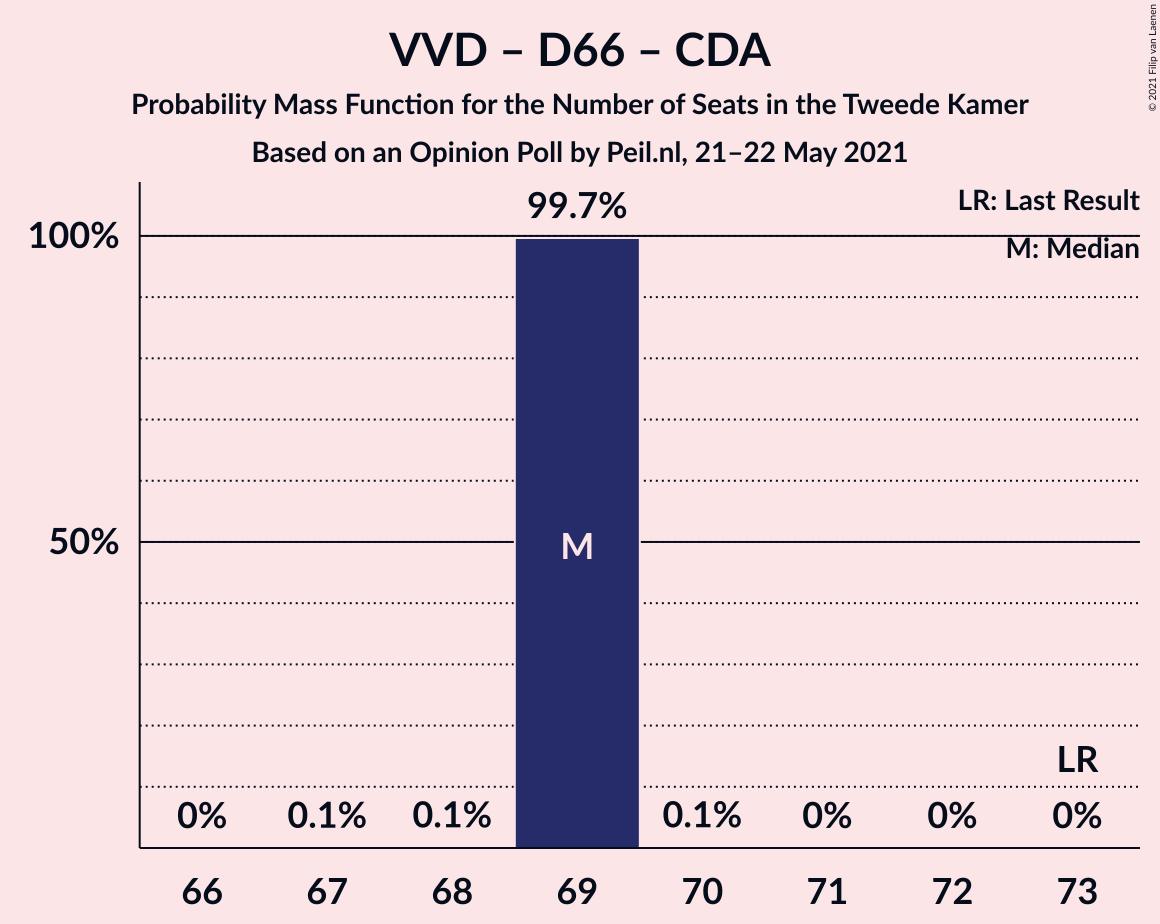 VVD – D66 – CDA
Probability Mass Function for the Number of Seats in the Tweede Kamer
Based on an Opinion Poll by Peil.nl, 21–22 May 2021
© 2021 Filip van Laenen
LR: Last Result
M: Median
99.7%
100%
50%
M
LR
0% 0.1% 0.1% 0.1% 0% 0% 0%
66 67 68 69 70 71 72 73